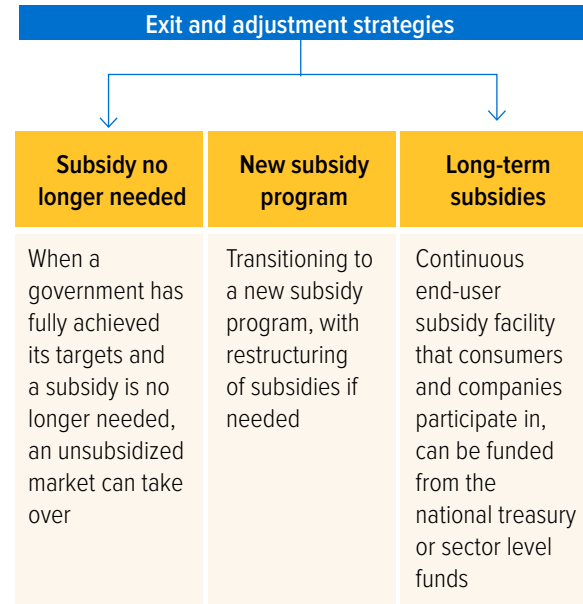 Exit and adjustment strategies
Subsidy no
longer needed
New subsidy
program
Long-term
subsidies
When a
government has
fully achieved
its targets and
a subsidy is no
longer needed,
an unsubsidized
market can take
over
Transitioning to
a new subsidy
program, with
restructuring
of subsidies if
needed
Continuous
end-user
subsidy facility
that consumers
and companies
participate in,
can be funded
from the
national treasury
or sector level
funds